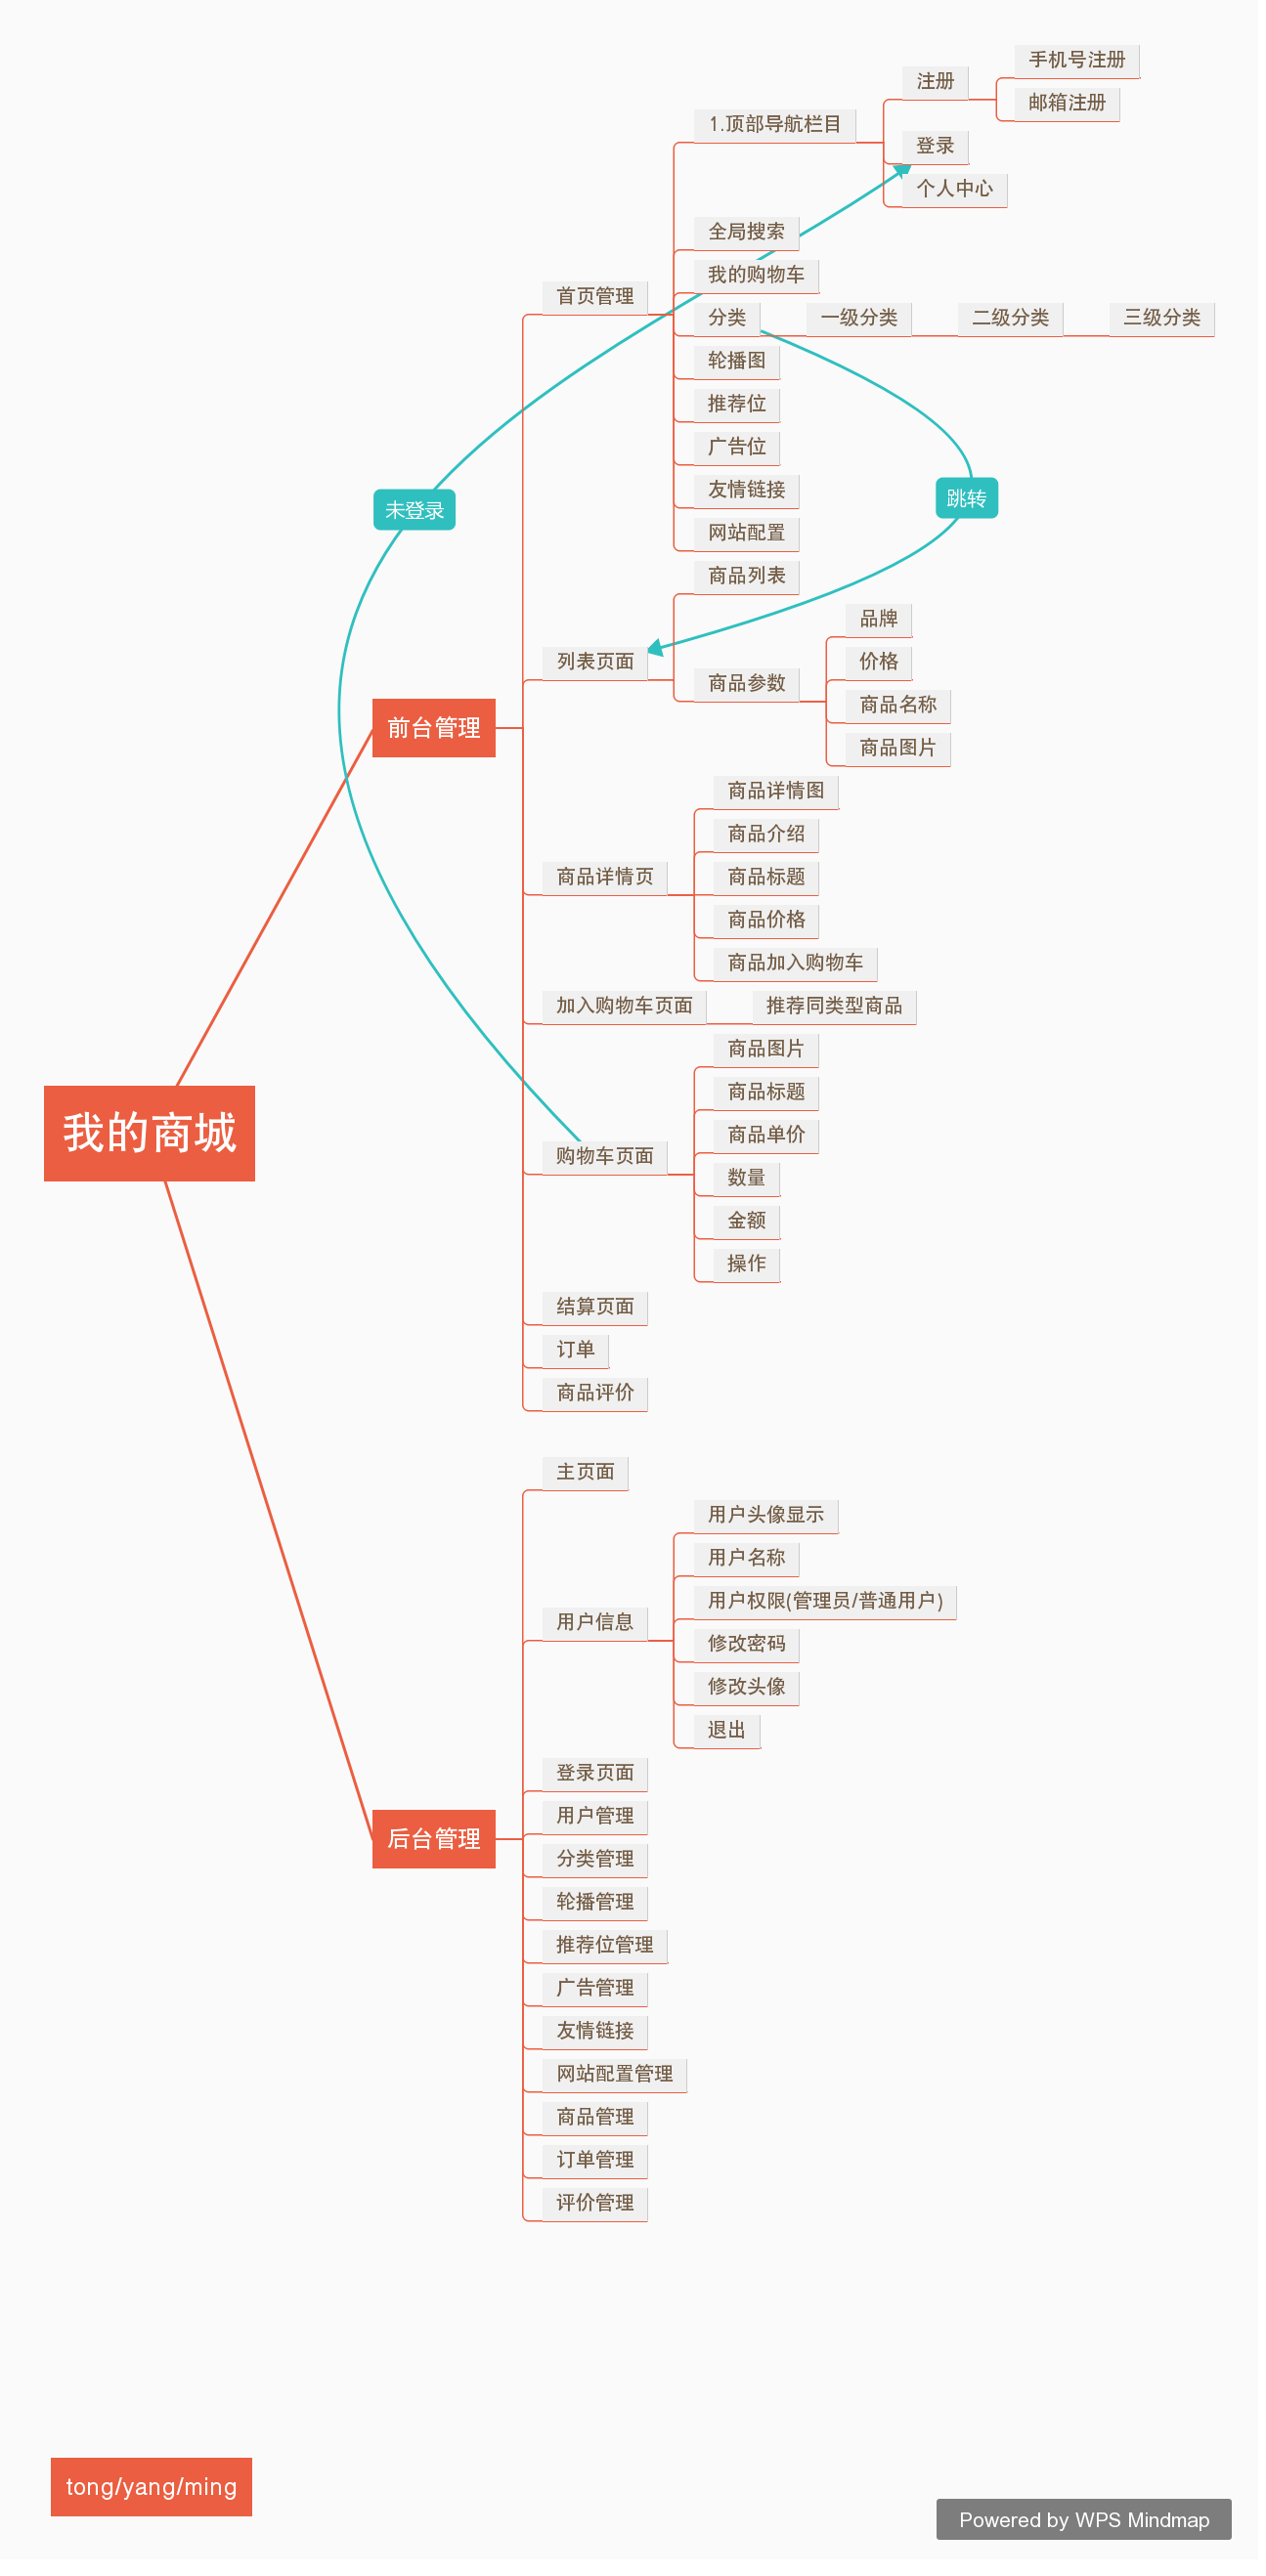 我的商城
前台管理
首页管理
1.顶部导航栏目
注册
手机号注册
邮箱注册
登录
个人中心
全局搜索
我的购物车
分类
一级分类
二级分类
三级分类
轮播图
推荐位
广告位
友情链接
网站配置
未登录
跳转
列表页面
商品列表
商品参数
品牌
价格
商品名称
商品图片
商品详情页
商品详情图
商品介绍
商品标题
商品价格
商品加入购物车
加入购物车页面
推荐同类型商品
购物车页面
商品图片
商品标题
商品单价
数量
金额
操作
结算页面
订单
商品评价
后台管理
主页面
用户信息
用户头像显示
用户名称
用户权限(管理员/普通用户)
修改密码
修改头像
退出
登录页面
用户管理
分类管理
轮播管理
推荐位管理
广告管理
友情链接
网站配置管理
商品管理
订单管理
评价管理
tong/yang/ming
Powered by WPS Mindmap